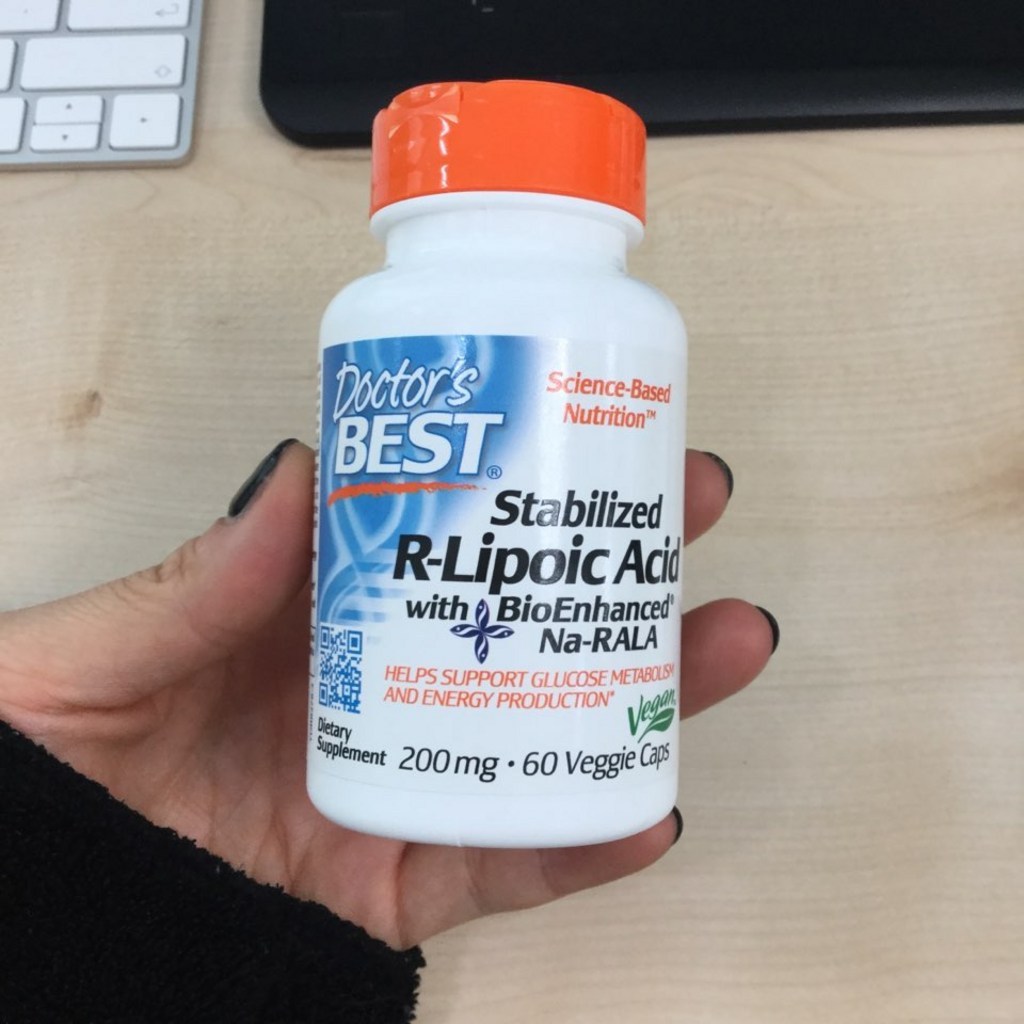 Doctor's
BEST®
Science-Based
Nutrition™
Stabilized
R-Lipoic Acid
with BioEnhanced®
Na-RALA
HELPS SUPPORT GLUCOSE METABOLISM
AND ENERGY PRODUCTION*
Vegan
Dietary
Supplement
200 mg • 60 Veggie Caps